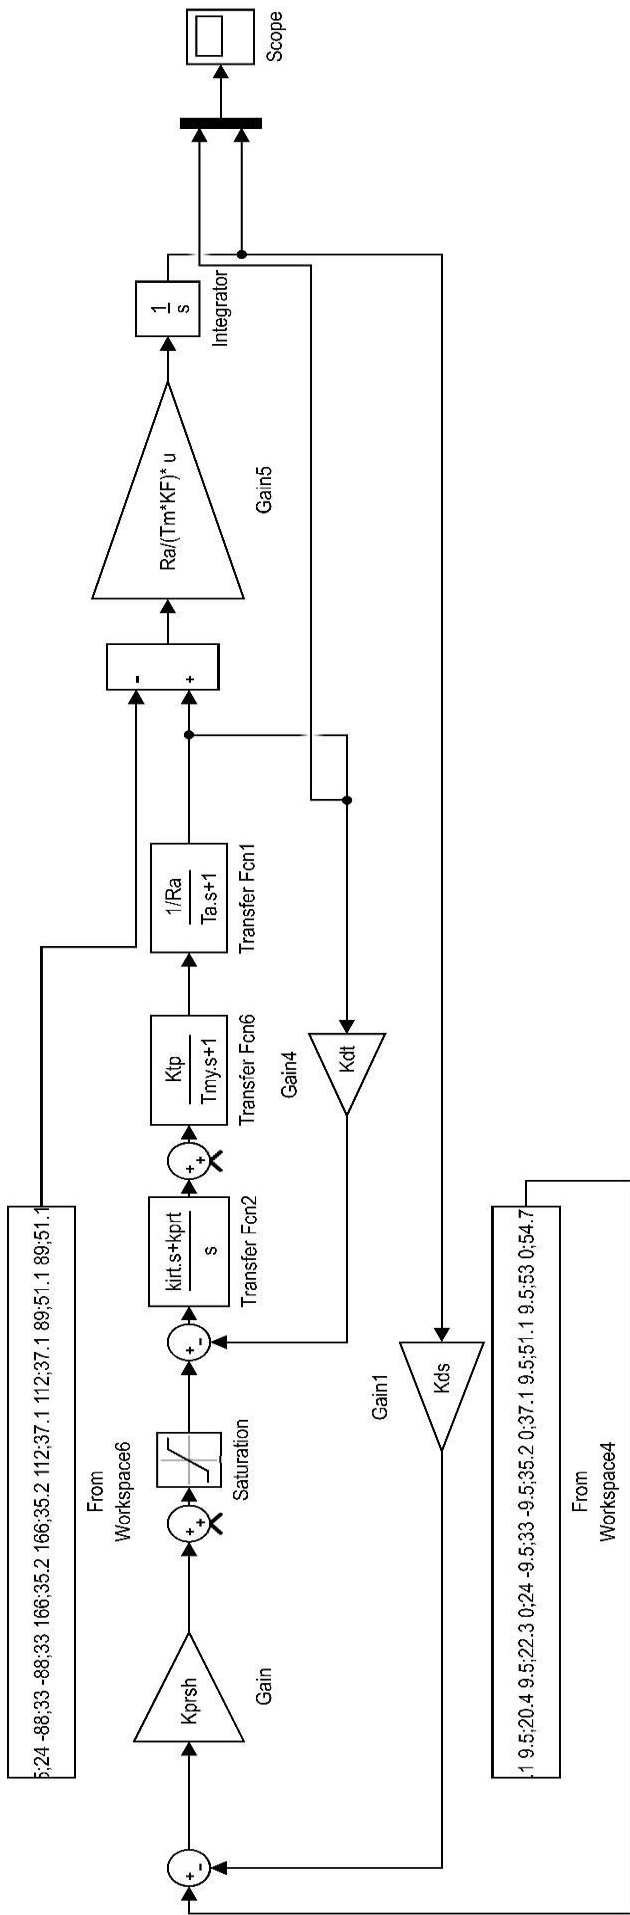 5;24 -88;33 -88;33 166;35.2 166;35.2 112;37.1 112;37.1 89;51.1 89;51.1
From
Workspace6
+
-
Kprsh
Gain
+
+
Saturation
+
-
kirt.s+kprt
s
Transfer Fcn2
+
+
Ktp
Tmy.s+1
Transfer Fcn6
1/Ra
Ta.s+1
Transfer Fcn1
-
+
Ra/(Tm*KF)* u
Gain5
1
s
Integrator
Scope
Gain4
Kdt
Gain1
Kds
.1 9.5;20.4 9.5;22.3 0;24 -9.5;33 -9.5;35.2 0;37.1 9.5;51.1 9.5;53 0;54.7
From
Workspace4